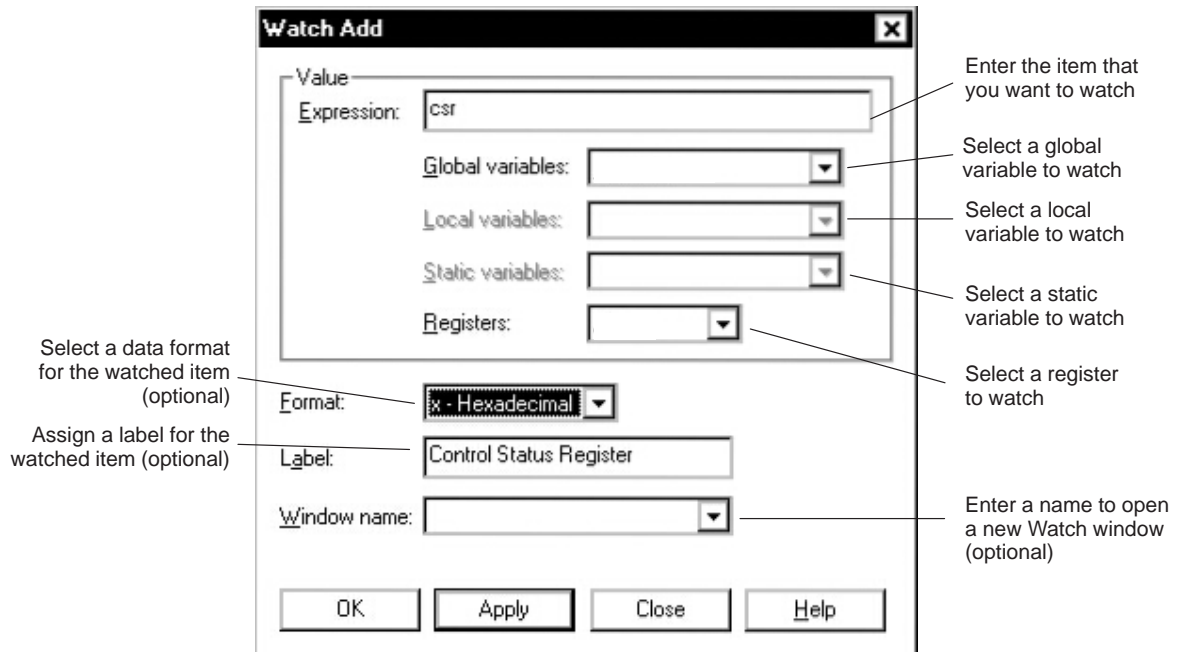 Watch Add
Value
Expression: csr
Global variables:
Local variables:
Static variables:
Registers:
Format: x - Hexadecimal
Label: Control Status Register
Window name:
OK Apply Close Help
Enter the item that
you want to watch
Select a global
variable to watch
Select a local
variable to watch
Select a static
variable to watch
Select a register
to watch
Select a data format
for the watched item
(optional)
Assign a label for the
watched item (optional)
Enter a name to open
a new Watch window
(optional)